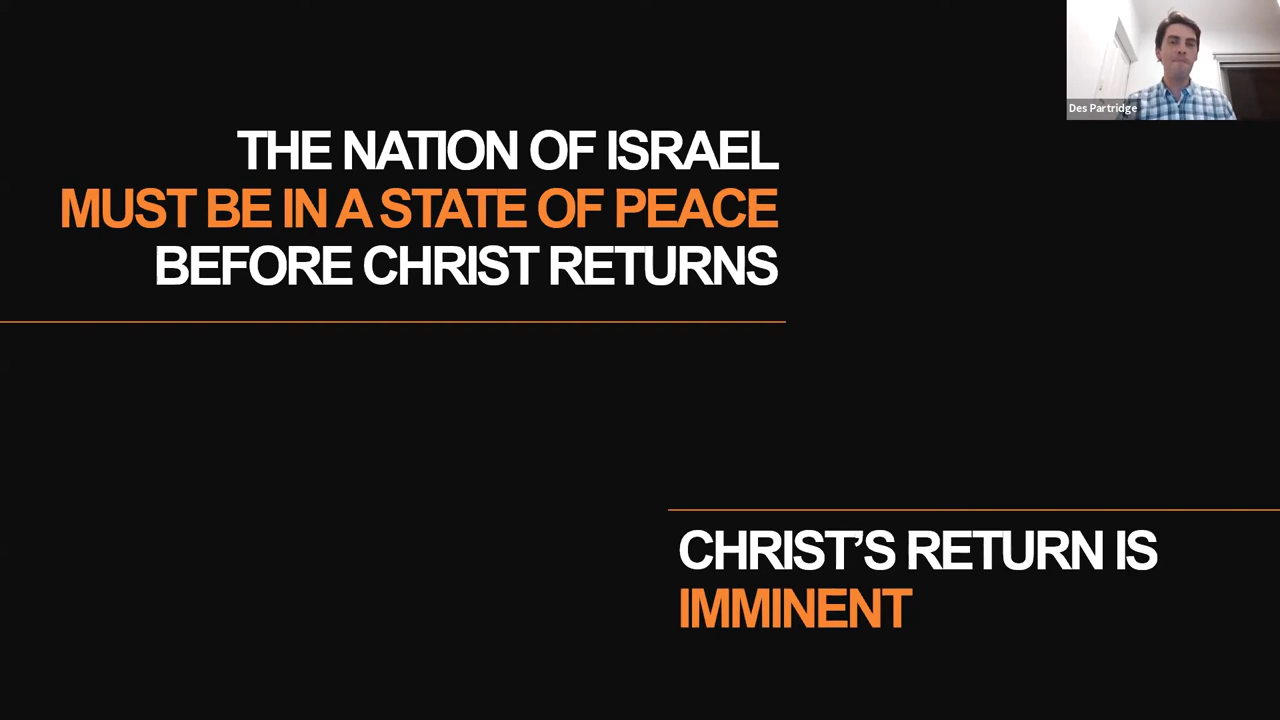 Des Partridge
THE NATION OF ISRAEL
MUST BE IN A STATE OF PEACE
BEFORE CHRIST RETURNS
CHRIST’S RETURN IS
IMMINENT